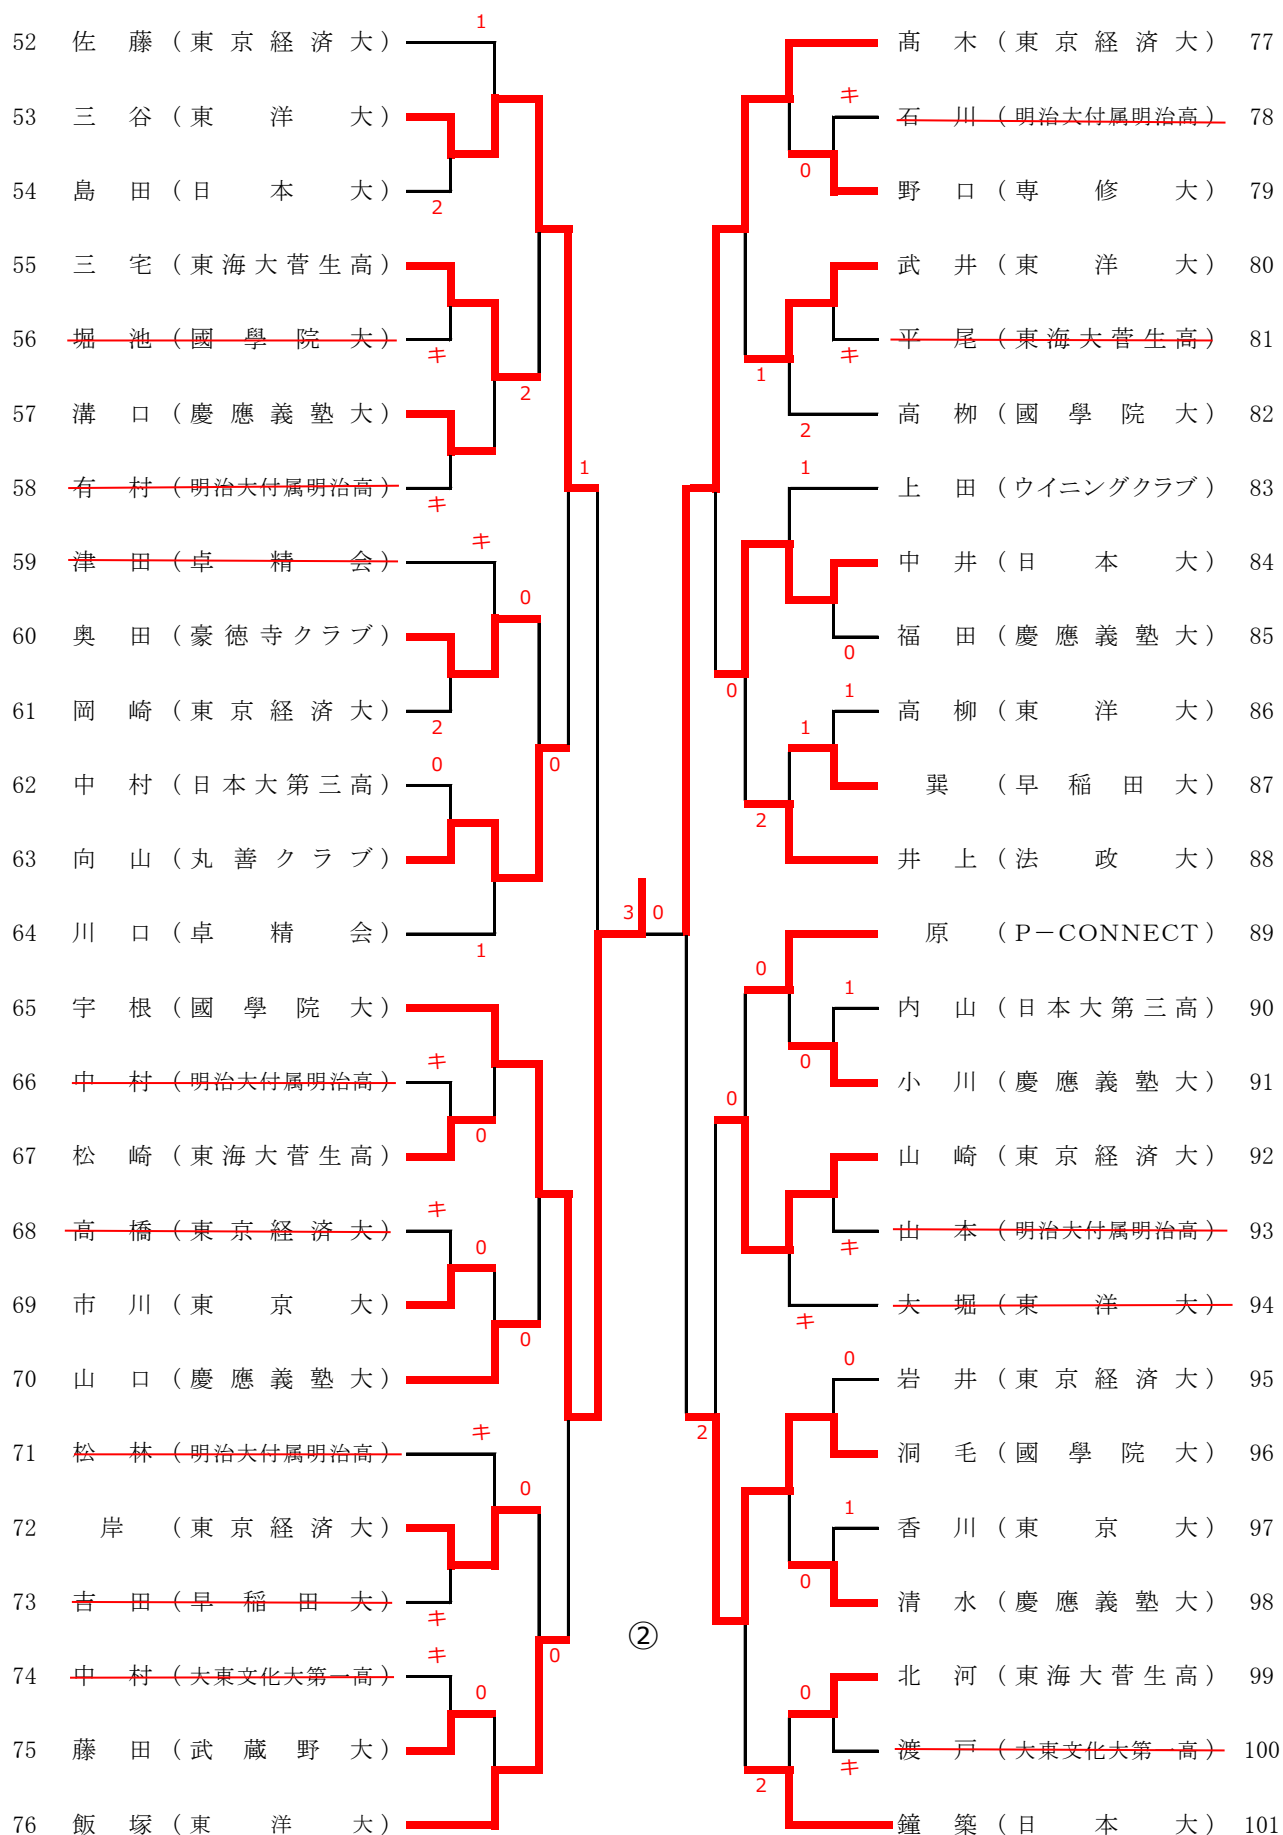 52 佐藤（東京経済大） 1
53 三谷（東洋大）
54 島田（日本大） 2
55 三宅（東海大菅生高）
56 堀池（國學院大） キ
2
57 溝口（慶應義塾大）
58 有村（明治大付属明治高） キ
1
59 津田（卓精会） キ
0
60 奥田（豪徳寺クラブ）
61 岡崎（東京経済大） 2
62 中村（日本大第三高） 0
0
63 向山（丸善クラブ）
64 川口（卓精会） 1
65 宇根（國學院大）
66 中村（明治大付属明治高） キ
0
67 松崎（東海大菅生高）
68 高橋（東京経済大） キ
0
69 市川（東京大）
0
70 山口（慶應義塾大）
71 松林（明治大付属明治高） キ
0
72 岸（東京経済大）
73 吉田（早稲田大） キ
0
74 中村（大東文化大第一高） キ
0
75 藤田（武蔵野大）
76 飯塚（東洋大）
3 0
②
髙木（東京経済大） 77
キ 石川（明治大付属明治高） 78
0
野口（専修大） 79
武井（東洋大） 80
キ 平尾（東海大菅生高） 81
1
2 高栁（國學院大） 82
1 上田（ウイニングクラブ） 83
中井（日本大） 84
0 福田（慶應義塾大） 85
0
1 高柳（東洋大） 86
1
巽（早稲田大） 87
2
井上（法政大） 88
原（P－CONNECT） 89
0
1 内山（日本大第三高） 90
0
小川（慶應義塾大） 91
0
山崎（東京経済大） 92
キ 山本（明治大付属明治高） 93
キ 大堀（東洋大） 94
0 岩井（東京経済大） 95
2
洞毛（國學院大） 96
1 香川（東京大） 97
0
清水（慶應義塾大） 98
北河（東海大菅生高） 99
0
キ 渡戸（大東文化大第一高） 100
2
鐘築（日本大） 101